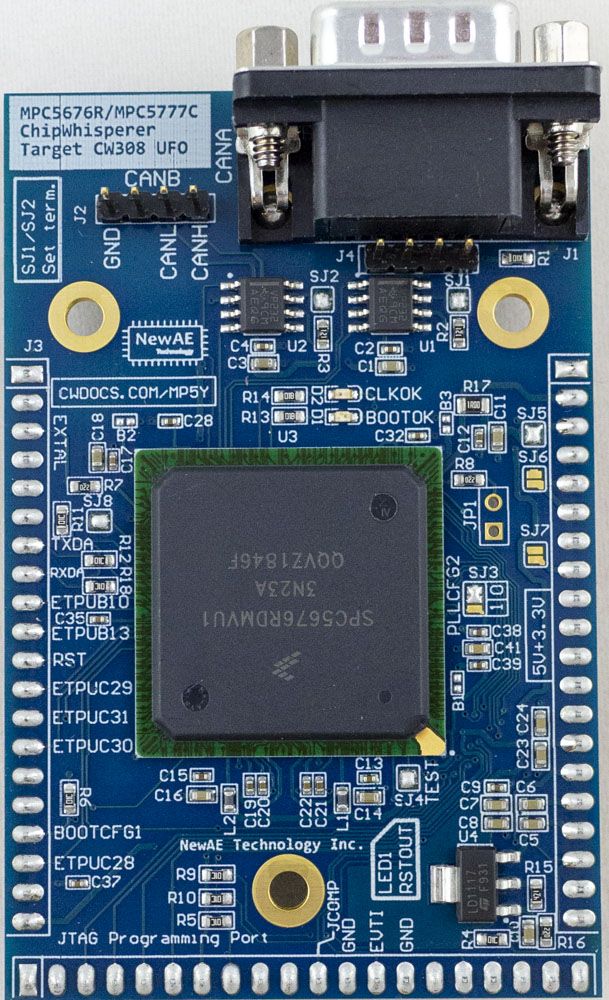 MPC5676R/MPC5777C
ChipWhisperer
Target CW308 UFO
CANA
CANB
SJ1/SJ2
Set term.
J2
GND
CANL
CANH
J4
R1
J1
SJ2
SJ1
NewAE
Technology
C4
C3
U2
R3
C2
C1
U1
R2
J3
CWDOCS.COM/MP5Y
R14
D2
CLKOK
R13
D1
BOOTOK
B3
R17
C11
C12
SJ5
EXTAL
C18
B2
C28
U3
C32
C17
SJ6
R7
R8
R11
SJ8
JP1
TXDA
R12
SJ7
RXDA
R18
ETPUB10
C35
ETPUB13
RST
ETPUC29
ETPUC31
ETPUC30
SPC5676RDMVU1
3N23A
QQVZ1846F
PLLCFG2
SJ3
10
5V+3.3V
C38
C41
C39
B1
C24
C23
C15
C16
L2
C19
C20
C22
C21
L1
C13
C14
SJ4
TEST
C9
C7
C8
C6
C5
U4
BOOTCFG1
NewAE Technology Inc.
LED1
RSTOUT
ETPUC28
C37
R9
R10
R5
LD1117
F931
R15
R4
R16
JTAG Programming Port
JCOMP
GND
EVTI
GND